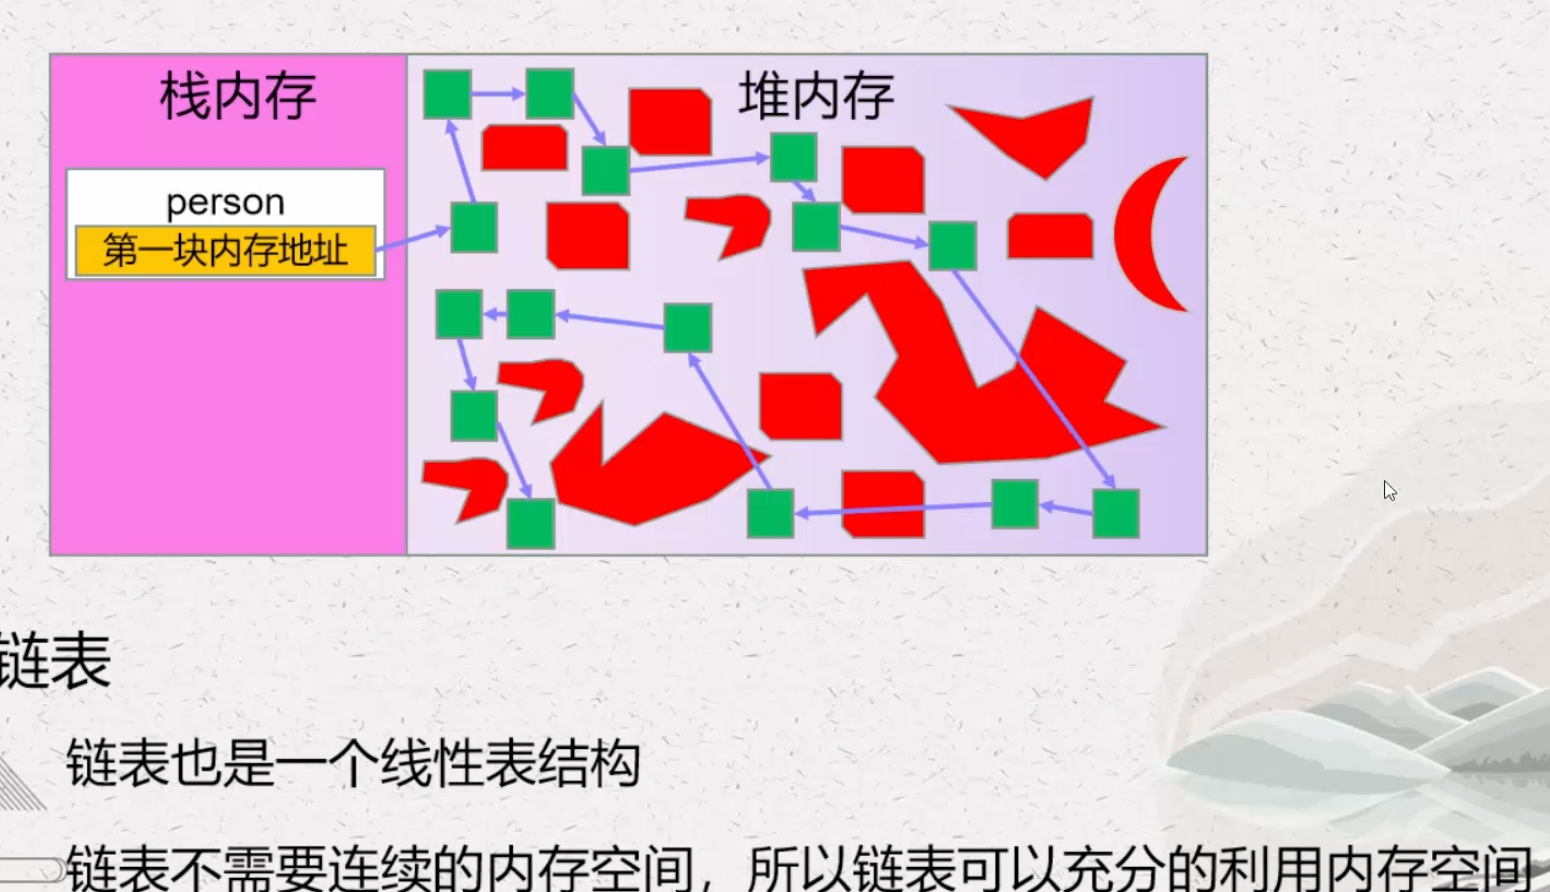 栈内存
堆内存
person
第一块内存地址
链表
链表也是一个线性表结构
链表不需要连续的内存空间，所以链表可以充分的利用内存空间